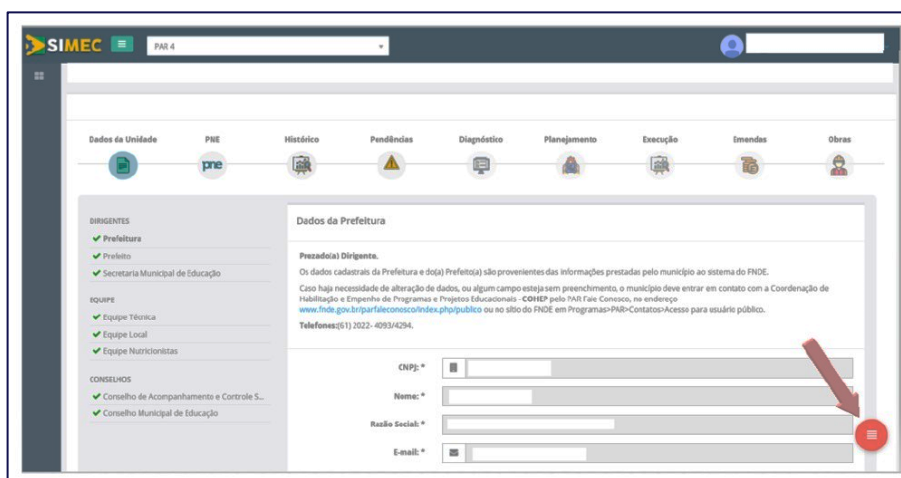 SIMEC
PAR 4
Dados da Unidade
PNE
Histórico
Pendências
Diagnóstico
Planejamento
Execução
Emendas
Obras
pne
DIRIGENTES
Prefeitura
Prefeito
Secretaria Municipal de Educação
EQUIPE
Equipe Técnica
Equipe Local
Equipe Nutricionistas
CONSELHOS
Conselho de Acompanhamento e Controle S...
Conselho Municipal de Educação
Dados da Prefeitura
Prezado(a) Dirigente.
Os dados cadastrais da Prefeitura e do(a) Prefeito(a) são provenientes das informações prestadas pelo município ao sistema do FNDE.
Caso haja necessidade de alteração de dados, ou algum campo esteja sem preenchimento, o município deve entrar em contato com a Coordenação de
Habilitação e Empenho de Programas e Projetos Educacionais - COHEP pelo PAR Fale Conosco, no endereço
www.fnde.gov.br/parfaleconosco/index.php/publico ou no sítio do FNDE em Programas>PAR>Contatos>Acesso para usuário público.
Telefones:(61) 2022- 4093/4294.
CNPJ: *
Nome: *
Razão Social: *
E-mail: *